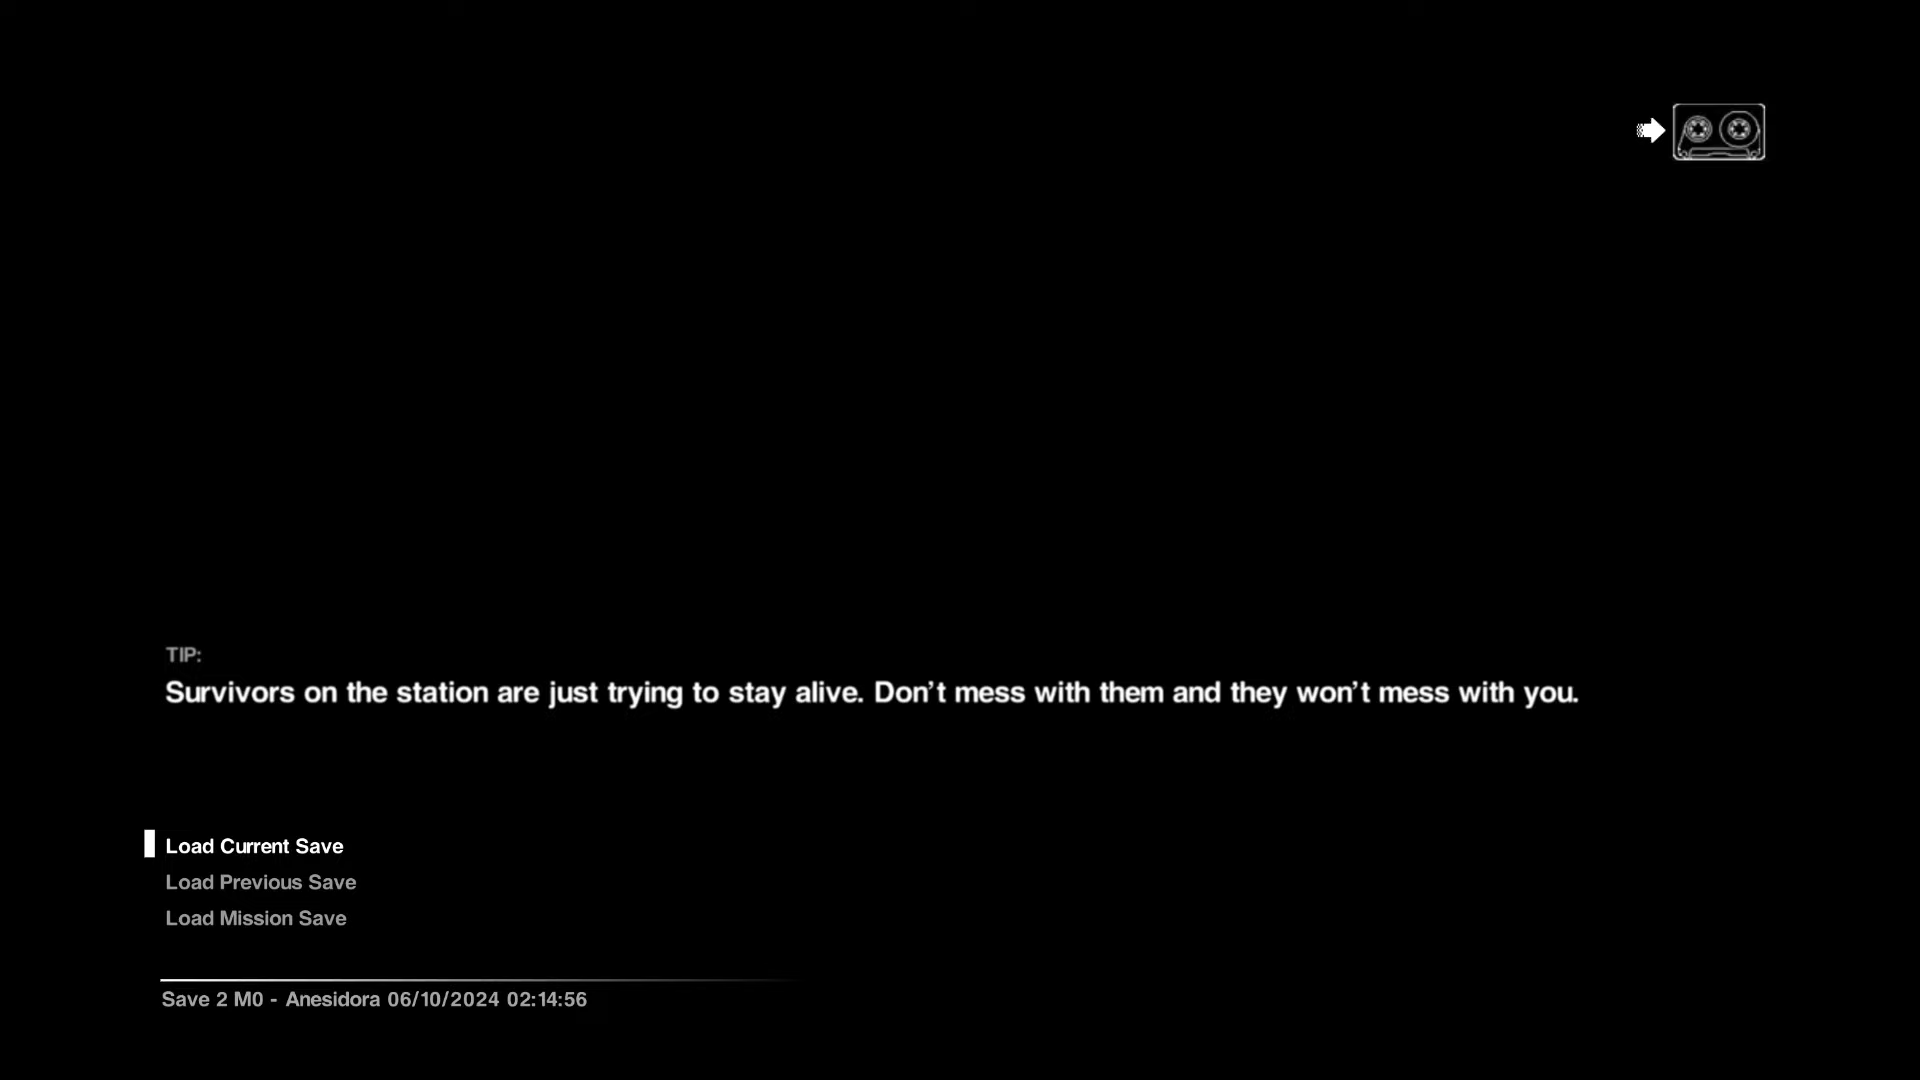 TIP:
Survivors on the station are just trying to stay alive. Don’t mess with them and they won’t mess with you.
Load Current Save
Load Previous Save
Load Mission Save
Save 2 M0 - Anesidora 06/10/2024 02:14:56